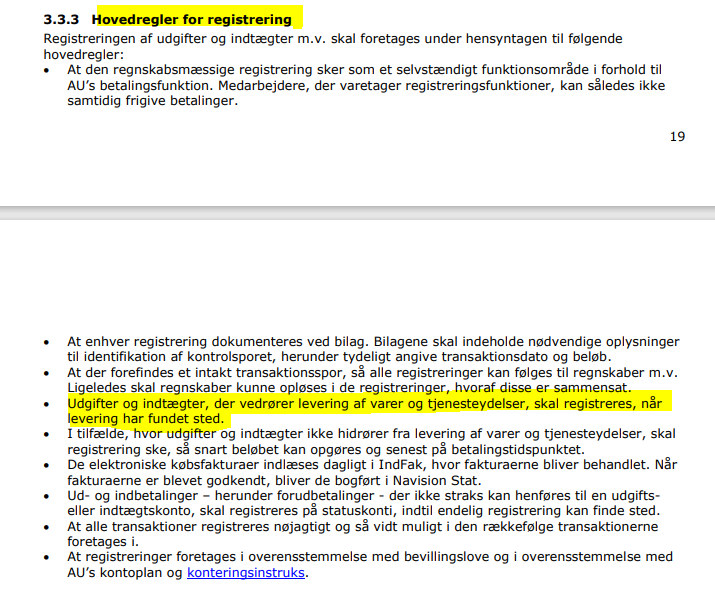 3.3.3 Hovedregler for registrering
Registreringen af udgifter og indtægter m.v. skal foretages under hensyntagen til følgende
hovedregler:
• At den regnskabsmæssige registrering sker som et selvstændigt funktionsområde i forhold til
AU's betalingsfunktion. Medarbejdere, der varetager registreringsfunktioner, kan således ikke
samtidig frigive betalinger.
19
• At enhver registrering dokumenteres ved bilag. Bilagene skal indeholde nødvendige oplysninger
til identifikation af kontrolsporet, herunder tydeligt angive transaktionsdato og beløb.
• At der forefindes et intakt transaktionsspor, så alle registreringer kan følges til regnskaber m.v.
Ligeledes skal regnskaber kunne opløses i de registreringer, hvoraf disse er sammensat.
• Udgifter og indtægter, der vedrører levering af varer og tjenesteydelser, skal registreres, når
levering har fundet sted.
• I tilfælde, hvor udgifter og indtægter ikke hidrører fra levering af varer og tjenesteydelser, skal
registrering ske, så snart beløbet kan opgøres og senest på betalingstidspunktet.
• De elektroniske købsfakturaer indlæses dagligt i IndFak, hvor fakturaerne bliver behandlet. Når
fakturaerne er blevet godkendt, bliver de bogført i Navision Stat.
• Ud- og indbetalinger – herunder forudbetalinger - der ikke straks kan henføres til en udgifts-
eller indtægtskonto, skal registreres på statuskonti, indtil endelig registrering kan finde sted.
• At alle transaktioner registreres nøjagtigt og så vidt muligt i den rækkefølge transaktionerne
foretages i.
• At registreringer foretages i overensstemmelse med bevillingslove og i overensstemmelse med
AU's kontoplan og konteringsinstruks.